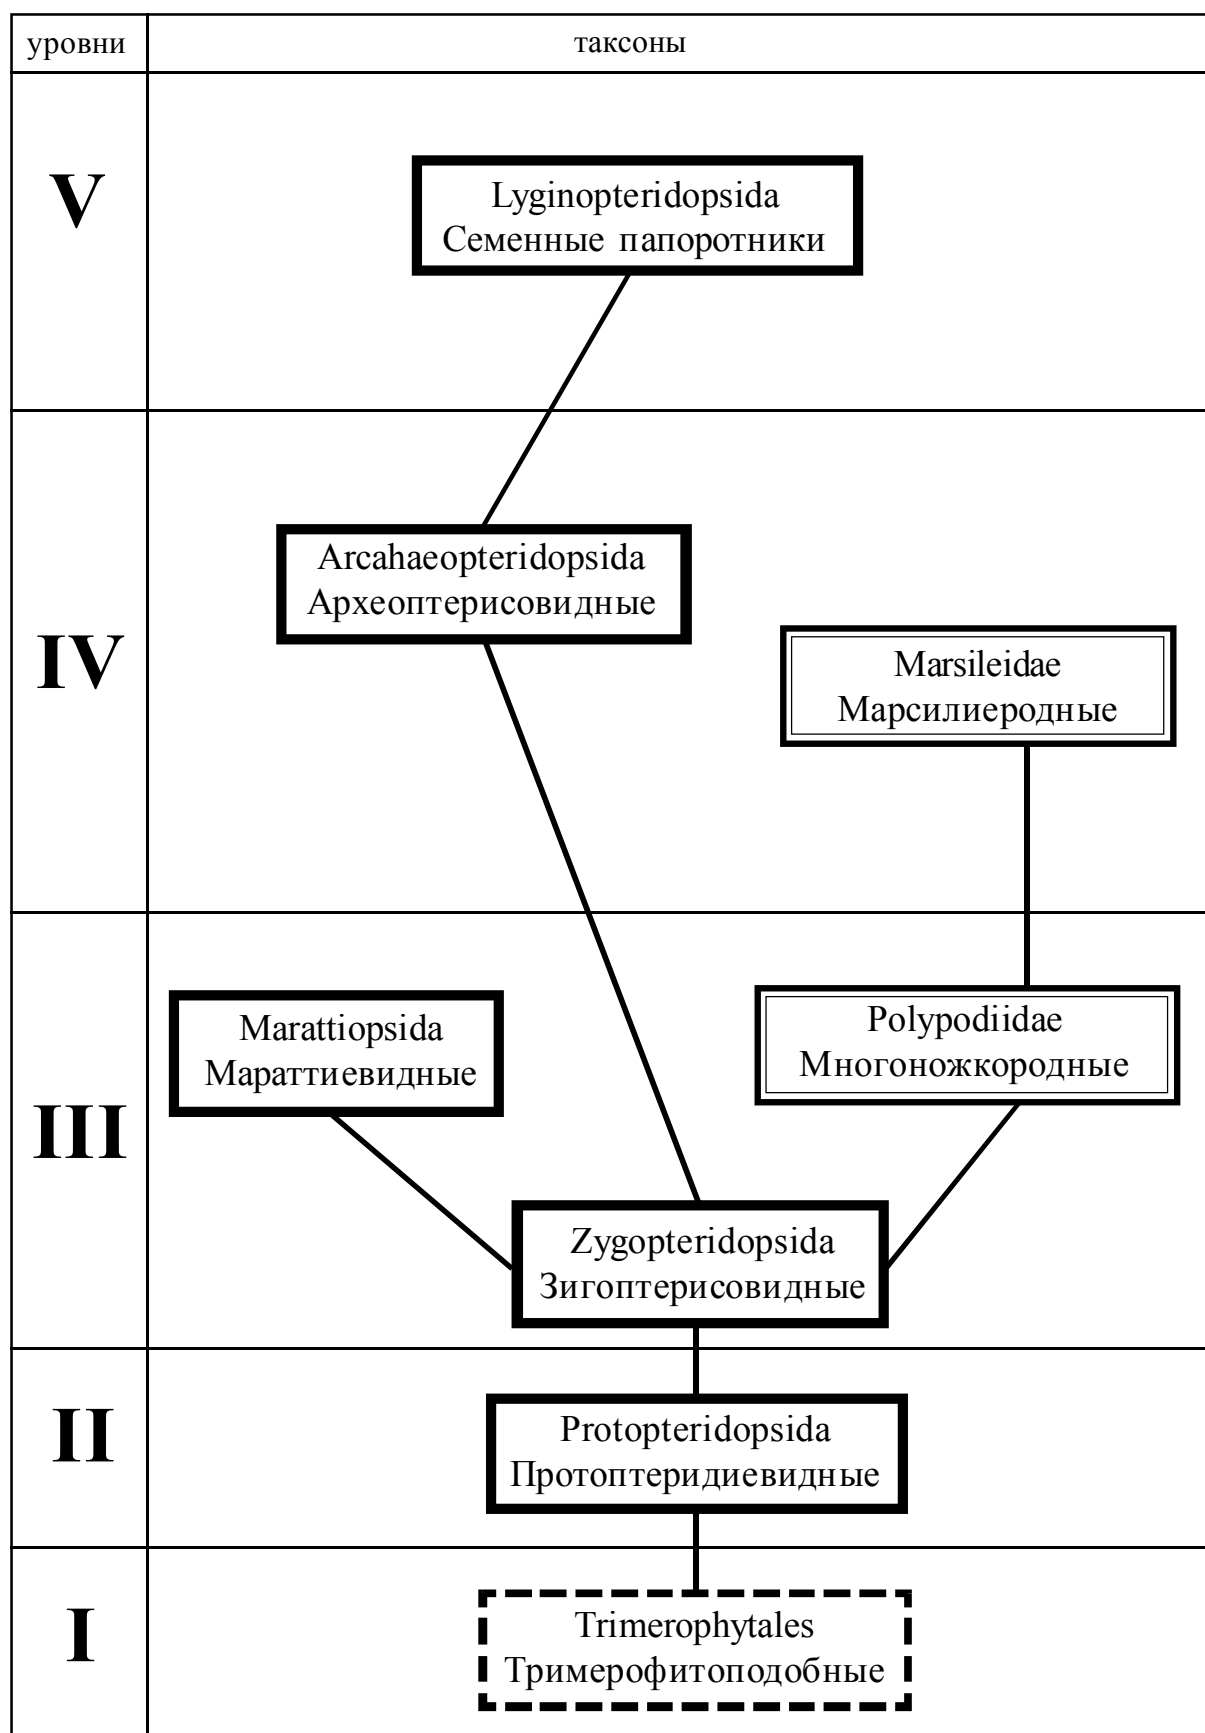 уровни
таксоны
V
Lyginopteridopsida
Семенные папоротники
IV
Arcahaeopteridopsida
Археоптерисовидные
Marsileidae
Марсилиеродные
III
Marattiopsida
Мараттиевидные
Polypodiidae
Многоножкородные
Zygopteridopsida
Зигоптерисовидные
II
Protopteridopsida
Протоптеридиевидные
I
Trimerophytales
Тримерофитоподобные